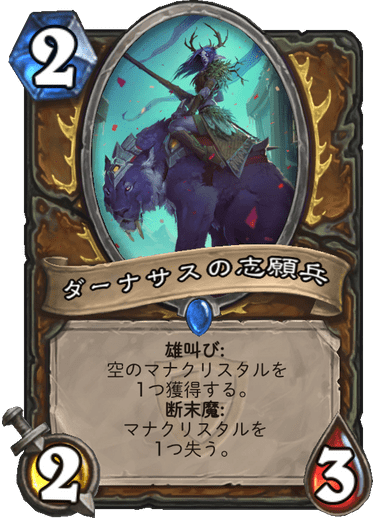 2
ダーナサスの志願兵
雄叫び:
空のマナクリスタルを
1つ獲得する。
断末魔:
マナクリスタルを
1つ失う。
2
3